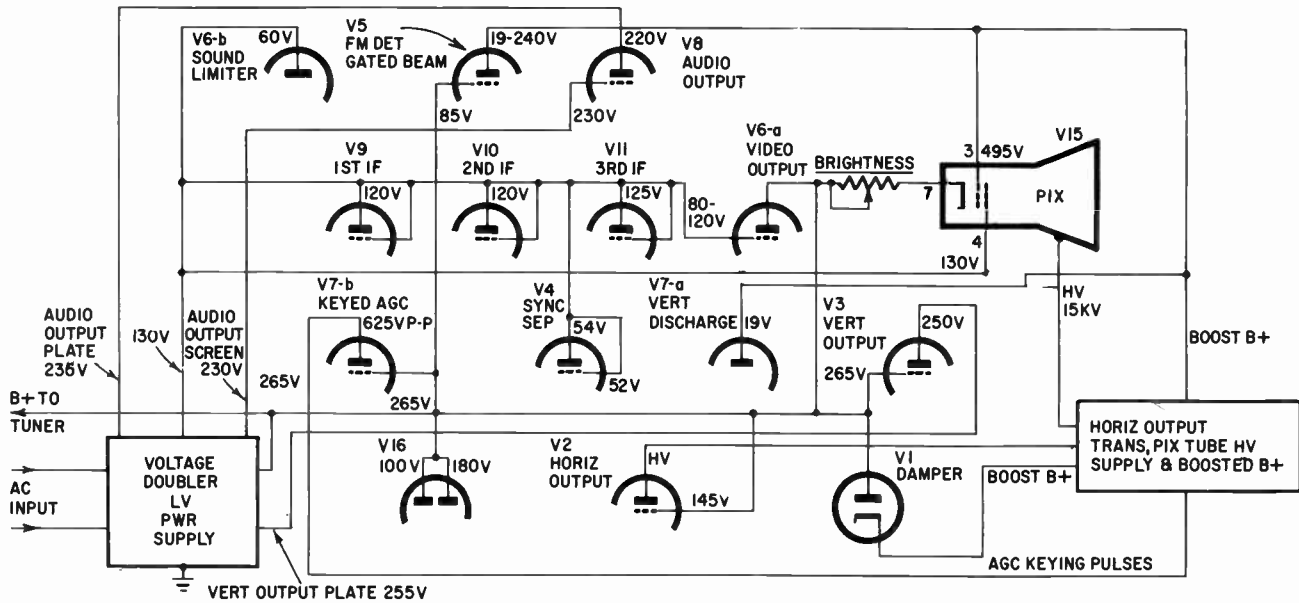 V6-b
SOUND
LIMITER
60V
V5
FM DET
GATED BEAM
19-240V
85V
220V
V8
AUDIO
OUTPUT
230V
V9
1ST IF
120V
V10
2ND IF
120V
V11
3RD IF
125V
80-
120V
V6-a
VIDEO
OUTPUT
BRIGHTNESS
7
3
495V
V15
PIX
4
130V
HV
15KV
BOOST B+
V7-b
KEYED AGC
625V P-P
265V
V4
SYNC
SEP
54V
52V
V7-a
VERT
DISCHARGE
19V
V3
VERT
OUTPUT
250V
265V
AUDIO
OUTPUT
PLATE
235V
130V
AUDIO
OUTPUT
SCREEN
230V
265V
B+ TO
TUNER
AC
INPUT
VOLTAGE
DOUBLER
LV
PWR
SUPPLY
VERT OUTPUT PLATE 255V
V16
100V
180V
V2
HORIZ
OUTPUT
HV
145V
V1
DAMPER
BOOST B+
AGC KEYING PULSES
HORIZ OUTPUT
TRANS, PIX TUBE HV
SUPPLY & BOOSTED B+